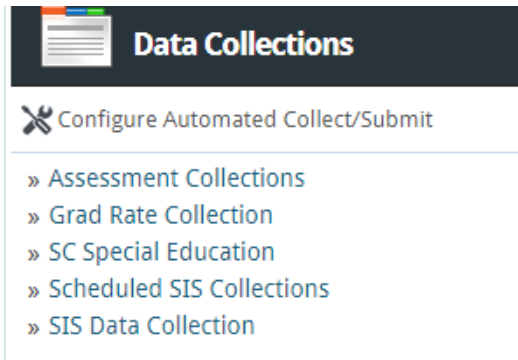 Data Collections
Configure Automated Collect/Submit
» Assessment Collections
» Grad Rate Collection
» SC Special Education
» Scheduled SIS Collections
» SIS Data Collection